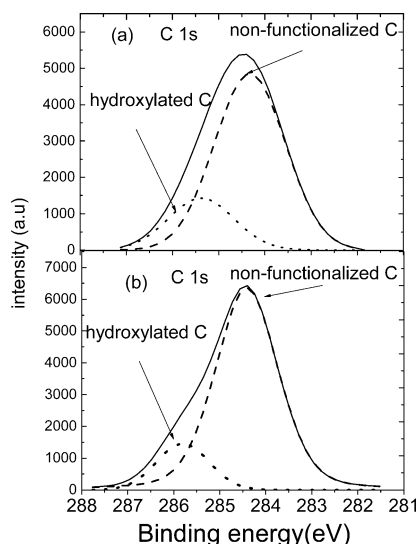 6000
(a) C 1s
non-functionalized C
5000
hydroxylated C
4000
3000
2000
1000
0
7000
(b) C 1s
non-functionalized C
6000
5000
hydroxylated C
4000
3000
2000
1000
0
intensity (a.u)
288 287 286 285 284 283 282 281
Binding energy(eV)